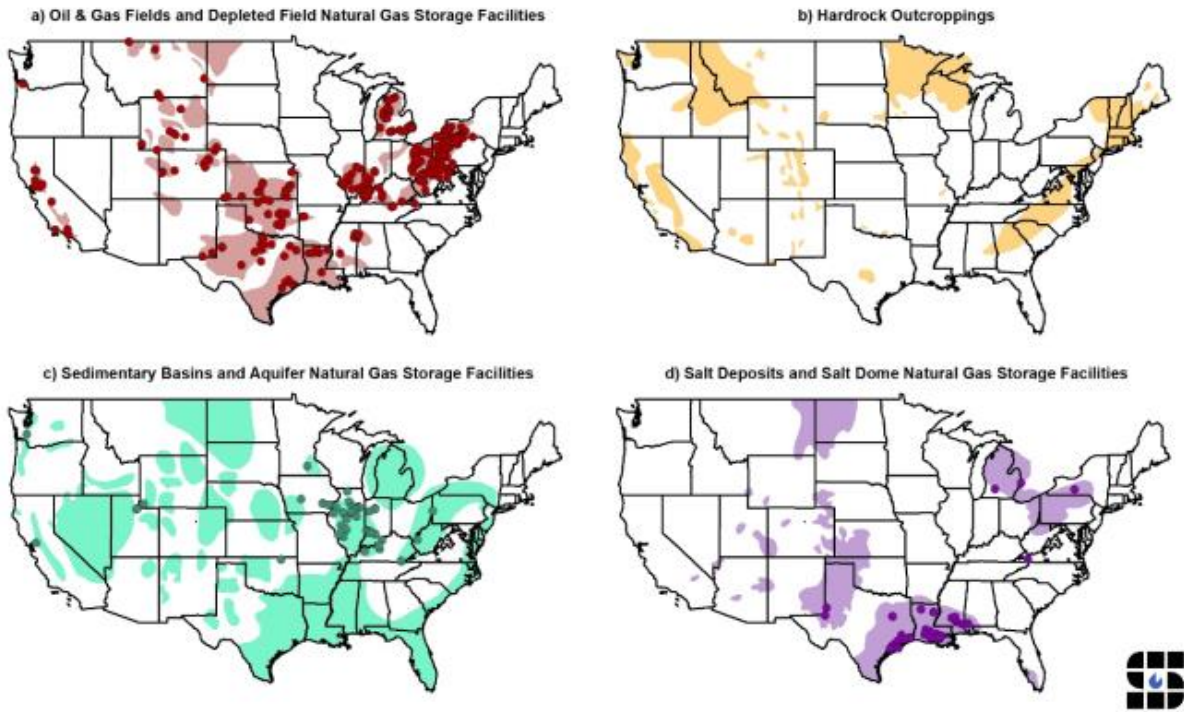 a) Oil & Gas Fields and Depleted Field Natural Gas Storage Facilities
b) Hardrock Outcroppings
c) Sedimentary Basins and Aquifer Natural Gas Storage Facilities
d) Salt Deposits and Salt Dome Natural Gas Storage Facilities